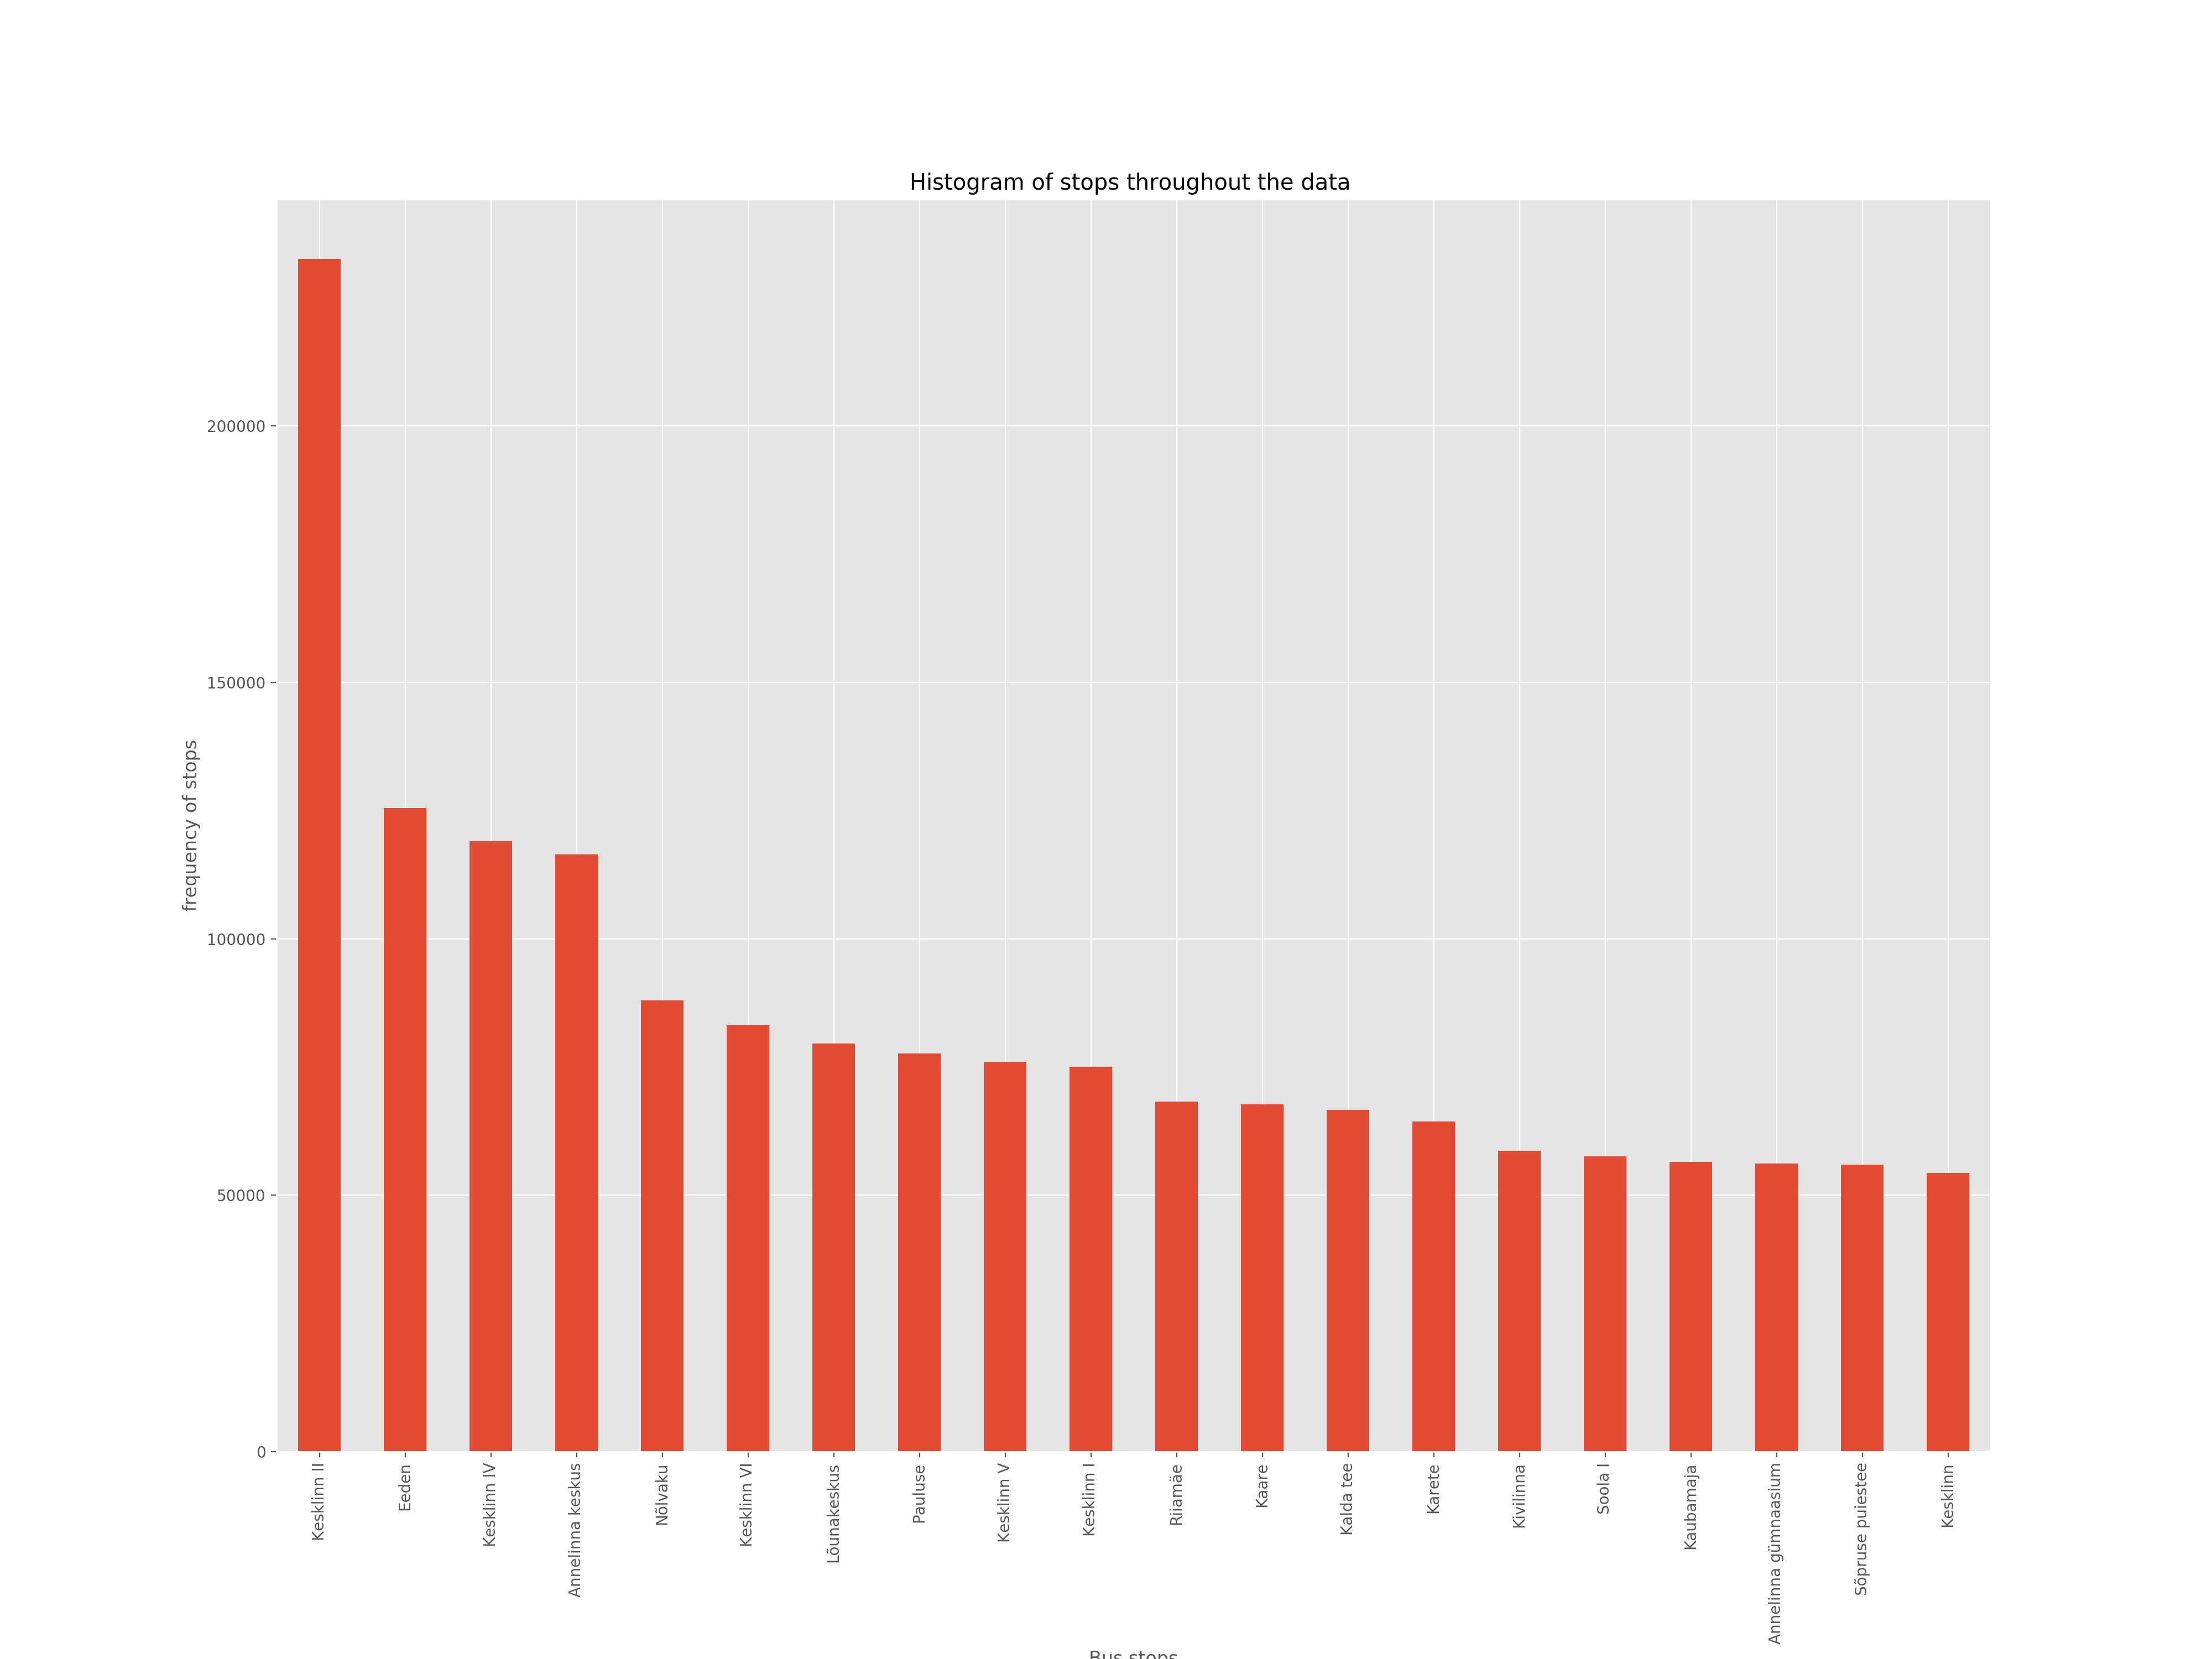 Histogram of stops throughout the data
frequency of stops
200000
150000
100000
50000
0
Kesklinn II
Eeden
Kesklinn IV
Annelinna keskus
Nõlvaku
Kesklinn VI
Lõunakeskus
Pauluse
Kesklinn V
Kesklinn I
Riiamäe
Kaare
Kalda tee
Karete
Kivilinna
Soola I
Kaubamaja
Annelinna gümnaasium
Sõpruse puiestee
Kesklinn
Bus stops